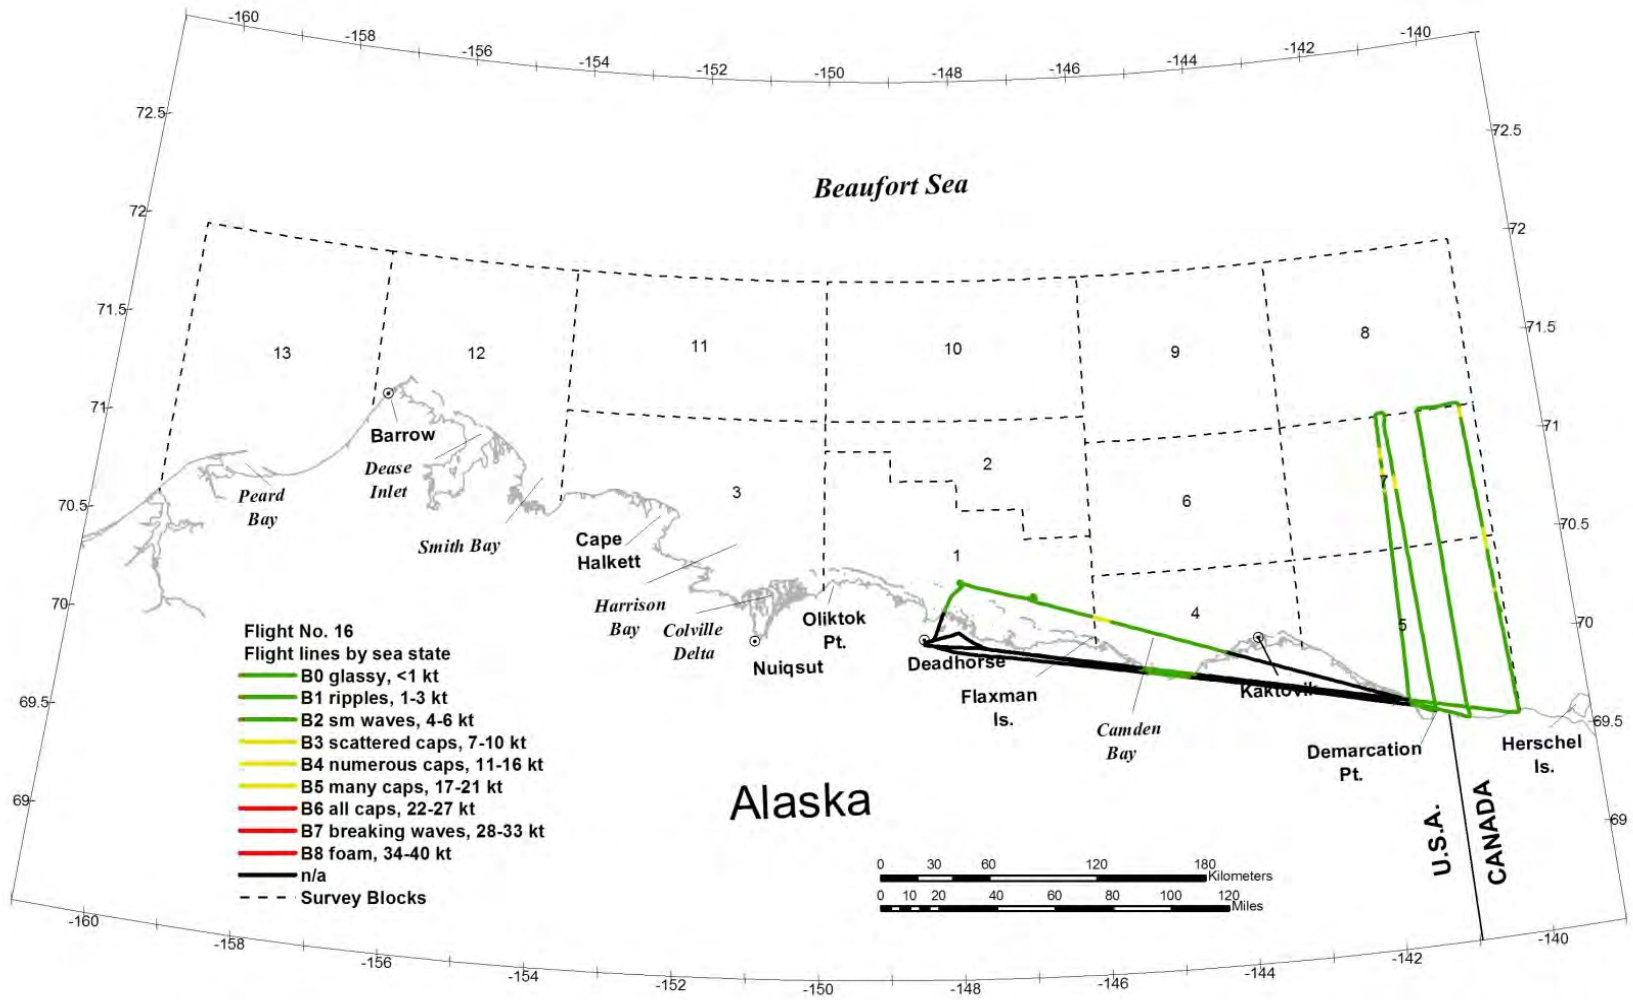 -160
-158
-156
-154
-152
-150
-148
-146
-144
-142
-140
72.5
72.5
72
72
71.5
71.5
71
71
70.5
70.5
70
70
69.5
69.5
69
69
Beaufort Sea
13
12
11
10
9
8
3
2
1
6
7
4
5
Barrow
Dease
Inlet
Peard
Bay
Smith Bay
Cape
Halkett
Harrison
Bay
Colville
Delta
Nuiqsut
Oliktok
Pt.
Deadhorse
Flaxman
Is.
Camden
Bay
Kaktovik
Demarcation
Pt.
Herschel
Is.
Alaska
U.S.A.
CANADA
Flight No. 16
Flight lines by sea state
B0 glassy, <1 kt
B1 ripples, 1-3 kt
B2 sm waves, 4-6 kt
B3 scattered caps, 7-10 kt
B4 numerous caps, 11-16 kt
B5 many caps, 17-21 kt
B6 all caps, 22-27 kt
B7 breaking waves, 28-33 kt
B8 foam, 34-40 kt
n/a
Survey Blocks
0 30 60 120 180
Kilometers
0 10 20 40 60 80 100 120
Miles
-160
-158
-156
-154
-152
-150
-148
-146
-144
-142
-140